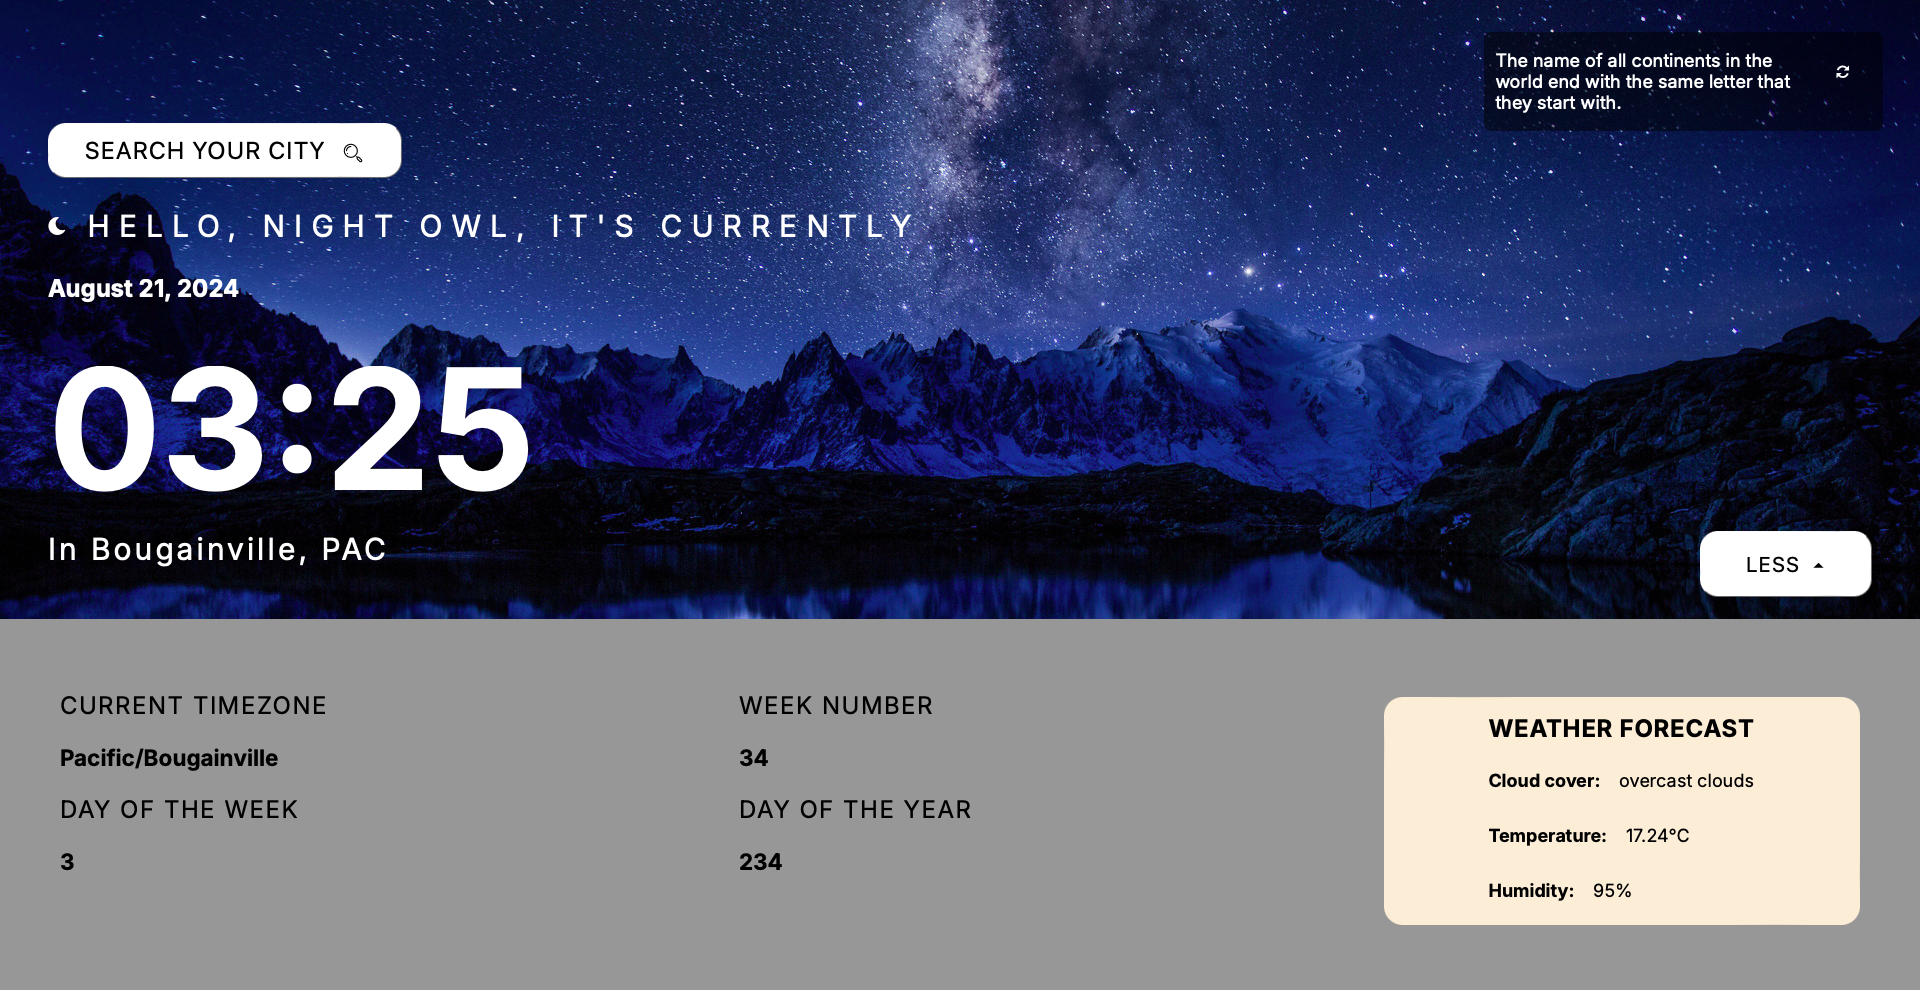 The name of all continents in the
world end with the same letter that
they start with.
SEARCH YOUR CITY
HELLO, NIGHT OWL, IT'S CURRENTLY
August 21, 2024
03:25
In Bougainville, PAC
LESS
CURRENT TIMEZONE
Pacific/Bougainville
DAY OF THE WEEK
3
WEEK NUMBER
34
DAY OF THE YEAR
234
WEATHER FORECAST
Cloud cover: overcast clouds
Temperature: 17.24°C
Humidity: 95%